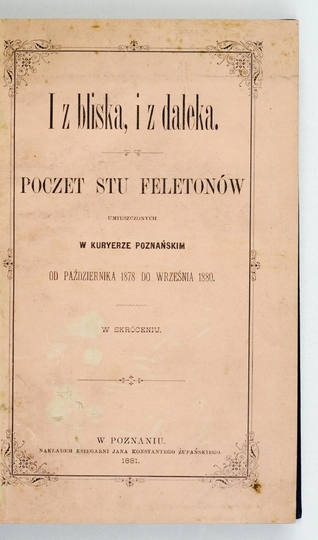 I z bliska, i z daleka.
POCZET STU FELETONÓW
UMIESZCZONYCH
W KURYERZE POZNAŃSKIM
OD PAŹDZIERNIKA 1878 DO WRZEŚNIA 1880.
W SKRÓCENIU.
W POZNANIU.
NAKŁADEM KSIĘGARNI JANA KONSTANTEGO ŻUPAŃSKIEGO.
1881.